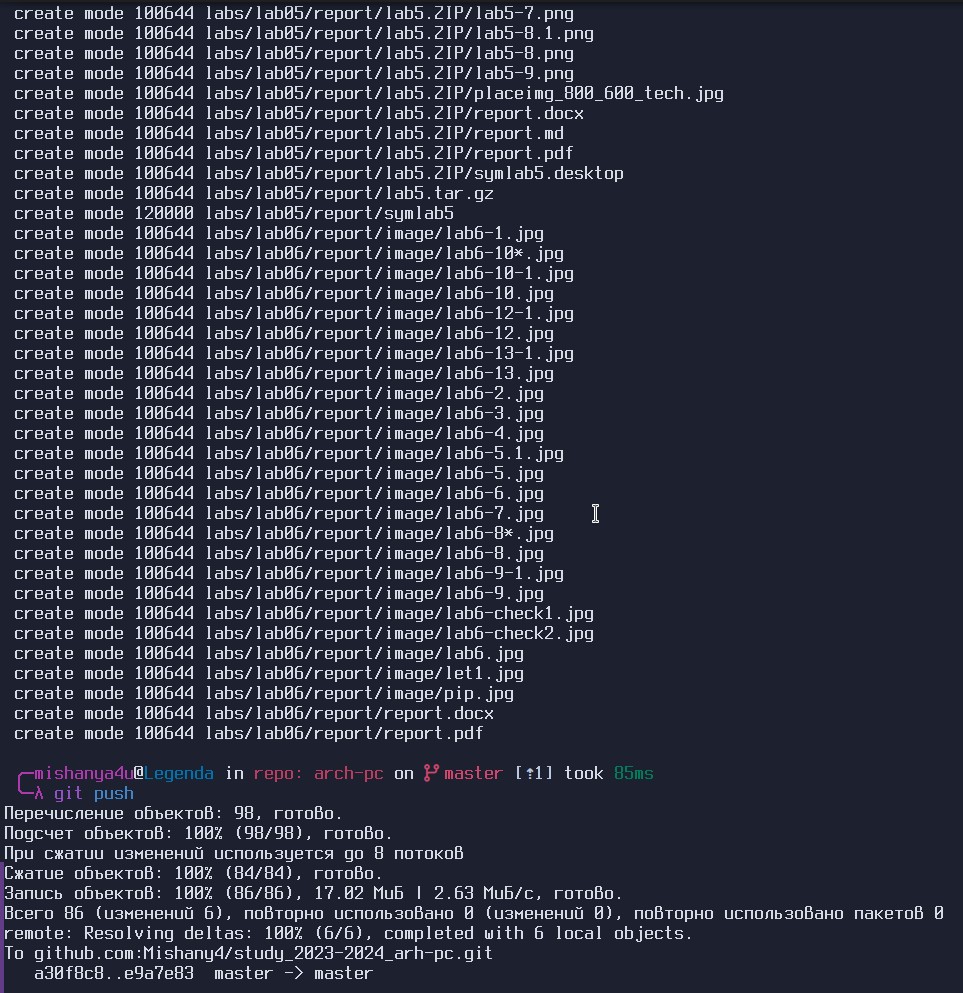 create mode 100644 labs/lab05/report/lab5.ZIP/lab5-7.png
create mode 100644 labs/lab05/report/lab5.ZIP/lab5-8.1.png
create mode 100644 labs/lab05/report/lab5.ZIP/lab5-8.png
create mode 100644 labs/lab05/report/lab5.ZIP/lab5-9.png
create mode 100644 labs/lab05/report/lab5.ZIP/placeimg_800_600_tech.jpg
create mode 100644 labs/lab05/report/lab5.ZIP/report.docx
create mode 100644 labs/lab05/report/lab5.ZIP/report.md
create mode 100644 labs/lab05/report/lab5.ZIP/report.pdf
create mode 100644 labs/lab05/report/lab5.ZIP/symlab5.desktop
create mode 100644 labs/lab05/report/lab5.tar.gz
create mode 120000 labs/lab05/report/symlab5
create mode 100644 labs/lab06/report/image/lab6-1.jpg
create mode 100644 labs/lab06/report/image/lab6-10*.jpg
create mode 100644 labs/lab06/report/image/lab6-10-1.jpg
create mode 100644 labs/lab06/report/image/lab6-10.jpg
create mode 100644 labs/lab06/report/image/lab6-12-1.jpg
create mode 100644 labs/lab06/report/image/lab6-12.jpg
create mode 100644 labs/lab06/report/image/lab6-13-1.jpg
create mode 100644 labs/lab06/report/image/lab6-13.jpg
create mode 100644 labs/lab06/report/image/lab6-2.jpg
create mode 100644 labs/lab06/report/image/lab6-3.jpg
create mode 100644 labs/lab06/report/image/lab6-4.jpg
create mode 100644 labs/lab06/report/image/lab6-5.1.jpg
create mode 100644 labs/lab06/report/image/lab6-5.jpg
create mode 100644 labs/lab06/report/image/lab6-6.jpg
create mode 100644 labs/lab06/report/image/lab6-7.jpg
create mode 100644 labs/lab06/report/image/lab6-8*.jpg
create mode 100644 labs/lab06/report/image/lab6-8.jpg
create mode 100644 labs/lab06/report/image/lab6-9-1.jpg
create mode 100644 labs/lab06/report/image/lab6-9.jpg
create mode 100644 labs/lab06/report/image/lab6-check1.jpg
create mode 100644 labs/lab06/report/image/lab6-check2.jpg
create mode 100644 labs/lab06/report/image/lab6.jpg
create mode 100644 labs/lab06/report/image/let1.jpg
create mode 100644 labs/lab06/report/image/pip.jpg
create mode 100644 labs/lab06/report/report.docx
create mode 100644 labs/lab06/report/report.pdf
mishanya4u@Legenda in repo: arch-pc on master [⇡1] took 85ms
λ git push
Перечисление объектов: 98, готово.
Подсчет объектов: 100% (98/98), готово.
При сжатии изменений используется до 8 потоков
Сжатие объектов: 100% (84/84), готово.
Запись объектов: 100% (86/86), 17.02 МиБ | 2.63 МиБ/с, готово.
Всего 86 (изменений 6), повторно использовано 0 (изменений 0), повторно использовано пакетов 0
remote: Resolving deltas: 100% (6/6), completed with 6 local objects.
To github.com:Mishany4/study_2023-2024_arh-pc.git
a30f8c8..e9a7e83 master -> master